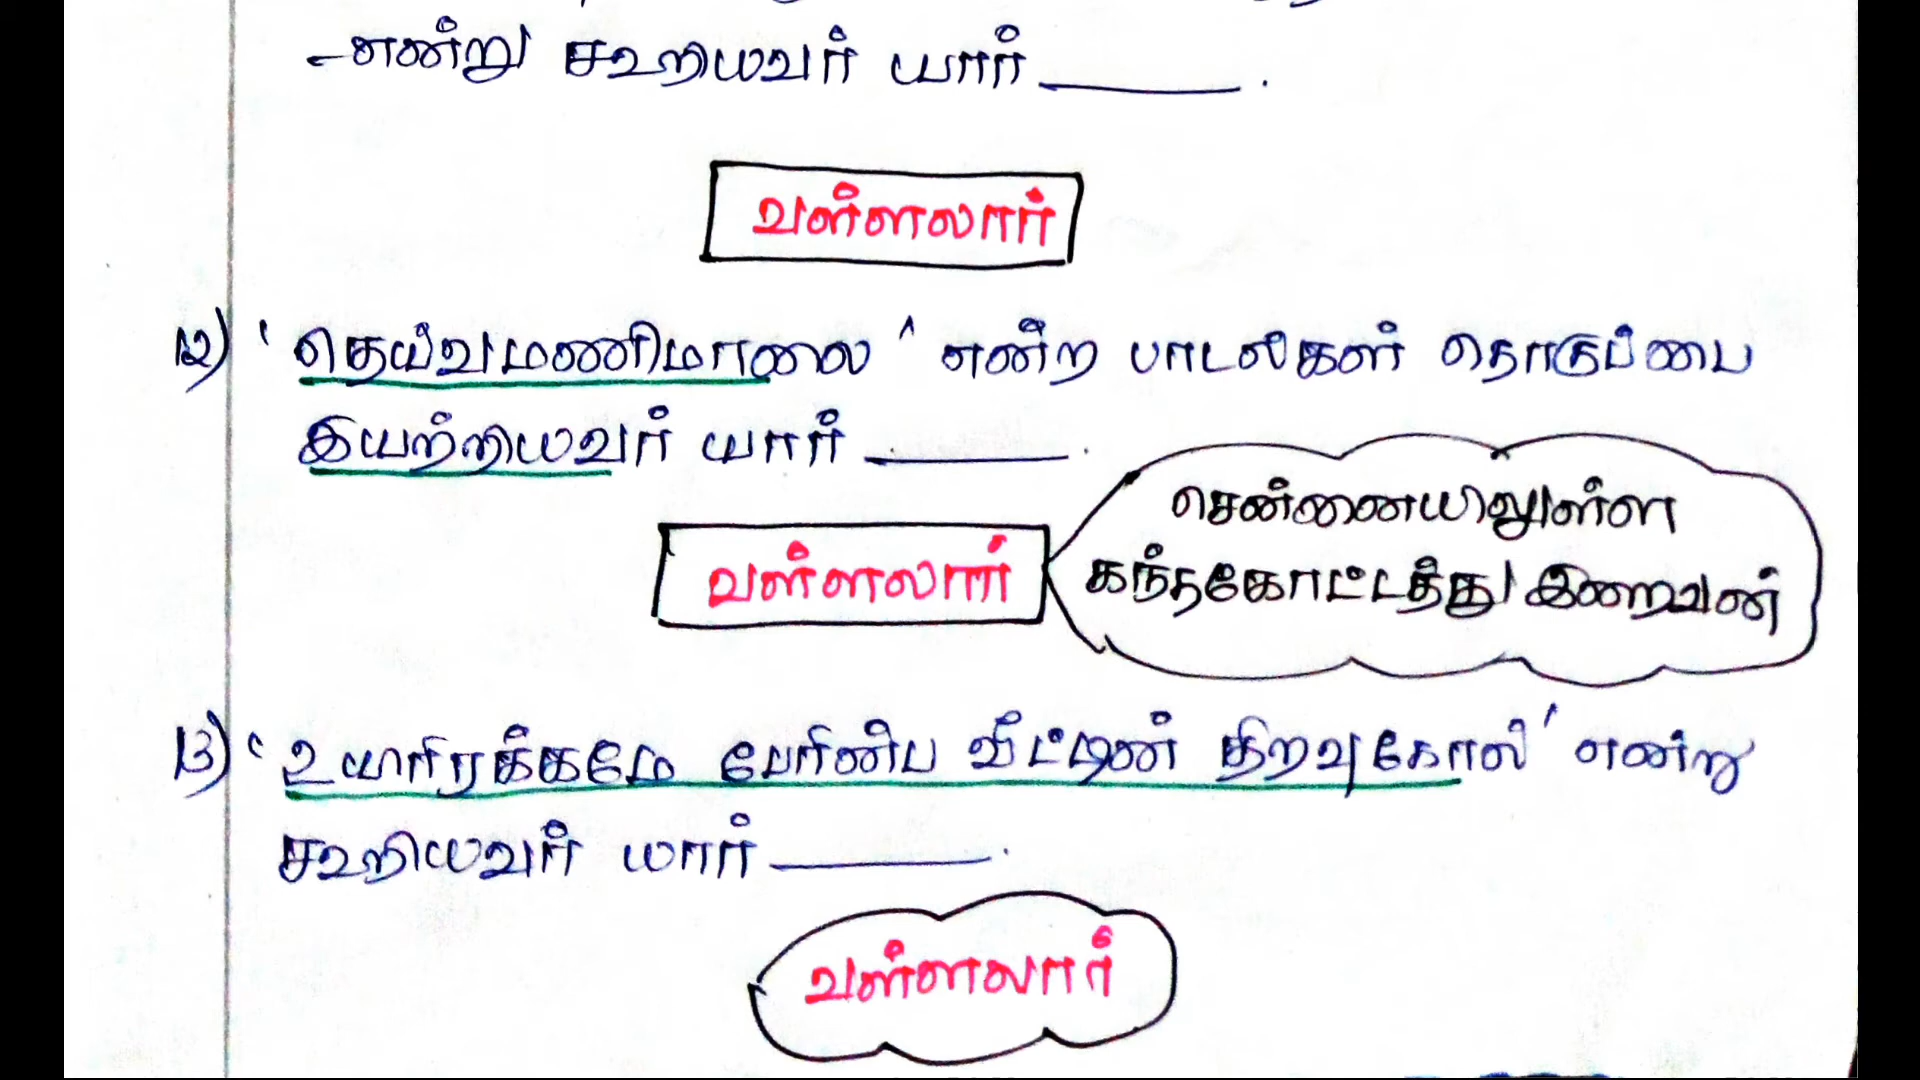 -என்று கூறியவர் யார் ______.
வள்ளலார்
12) 'தெய்வமணிமாலை' என்ற பாடல்கள் தொகுப்பை
இயற்றியவர் யார் ______.
சென்னையிலுள்ள
வள்ளலார்
கந்தகோட்டத்து இறைவன்
13) 'உயிரிரக்கமே பேரின்ப வீட்டின் திறவுகோல்' என்று
கூறியவர் யார் ______.
வள்ளலார்